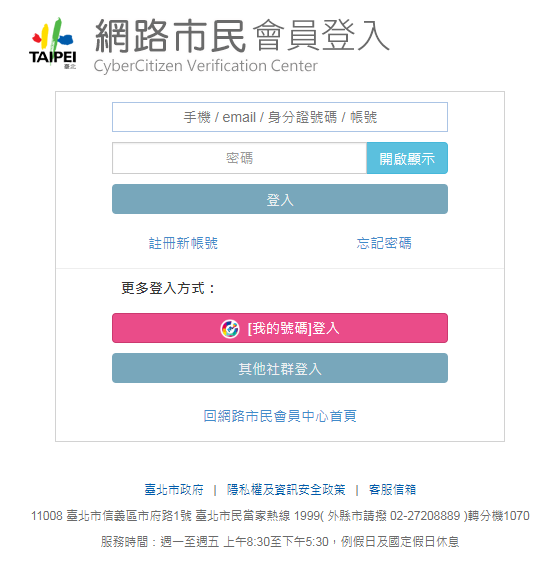 TAIPEI
臺北
網路市民 會員登入
CyberCitizen Verification Center
手機 / email / 身分證號碼 / 帳號
密碼 開啟顯示
登入
註冊新帳號 忘記密碼
更多登入方式：
[我的號碼]登入
其他社群登入
回網路市民會員中心首頁
臺北市政府 | 隱私權及資訊安全政策 | 客服信箱
11008 臺北市信義區市府路1號 臺北市民當家熱線 1999( 外縣市請撥 02-27208889 )轉分機1070
服務時間：週一至週五 上午8:30至下午5:30，例假日及國定假日休息